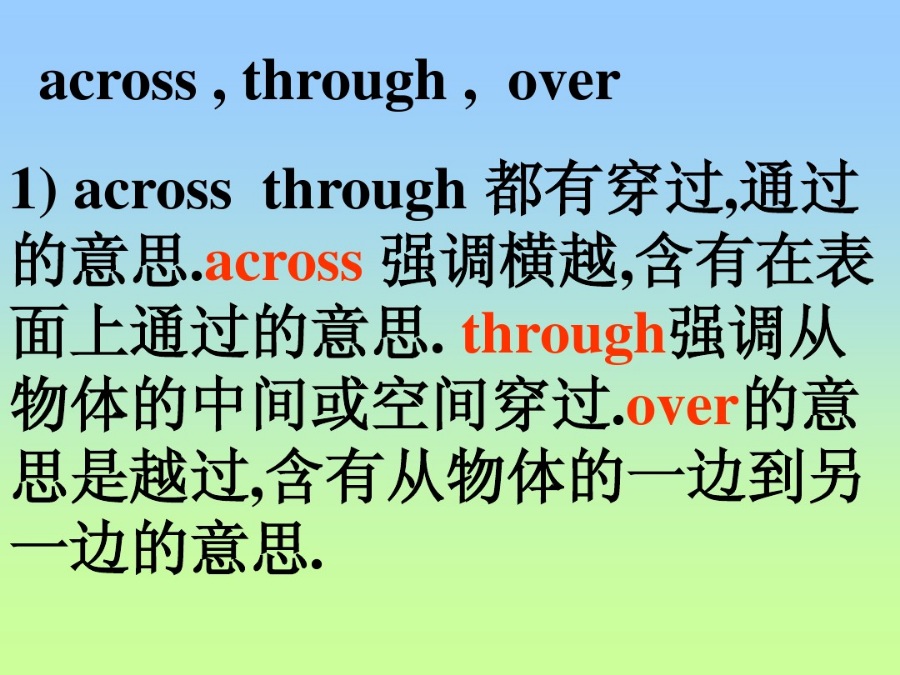 across , through ,  over
1) across  through 都有穿过,通过
的意思.across 强调横越,含有在表
面上通过的意思. through强调从
物体的中间或空间穿过.over的意
思是越过,含有从物体的一边到另
一边的意思.